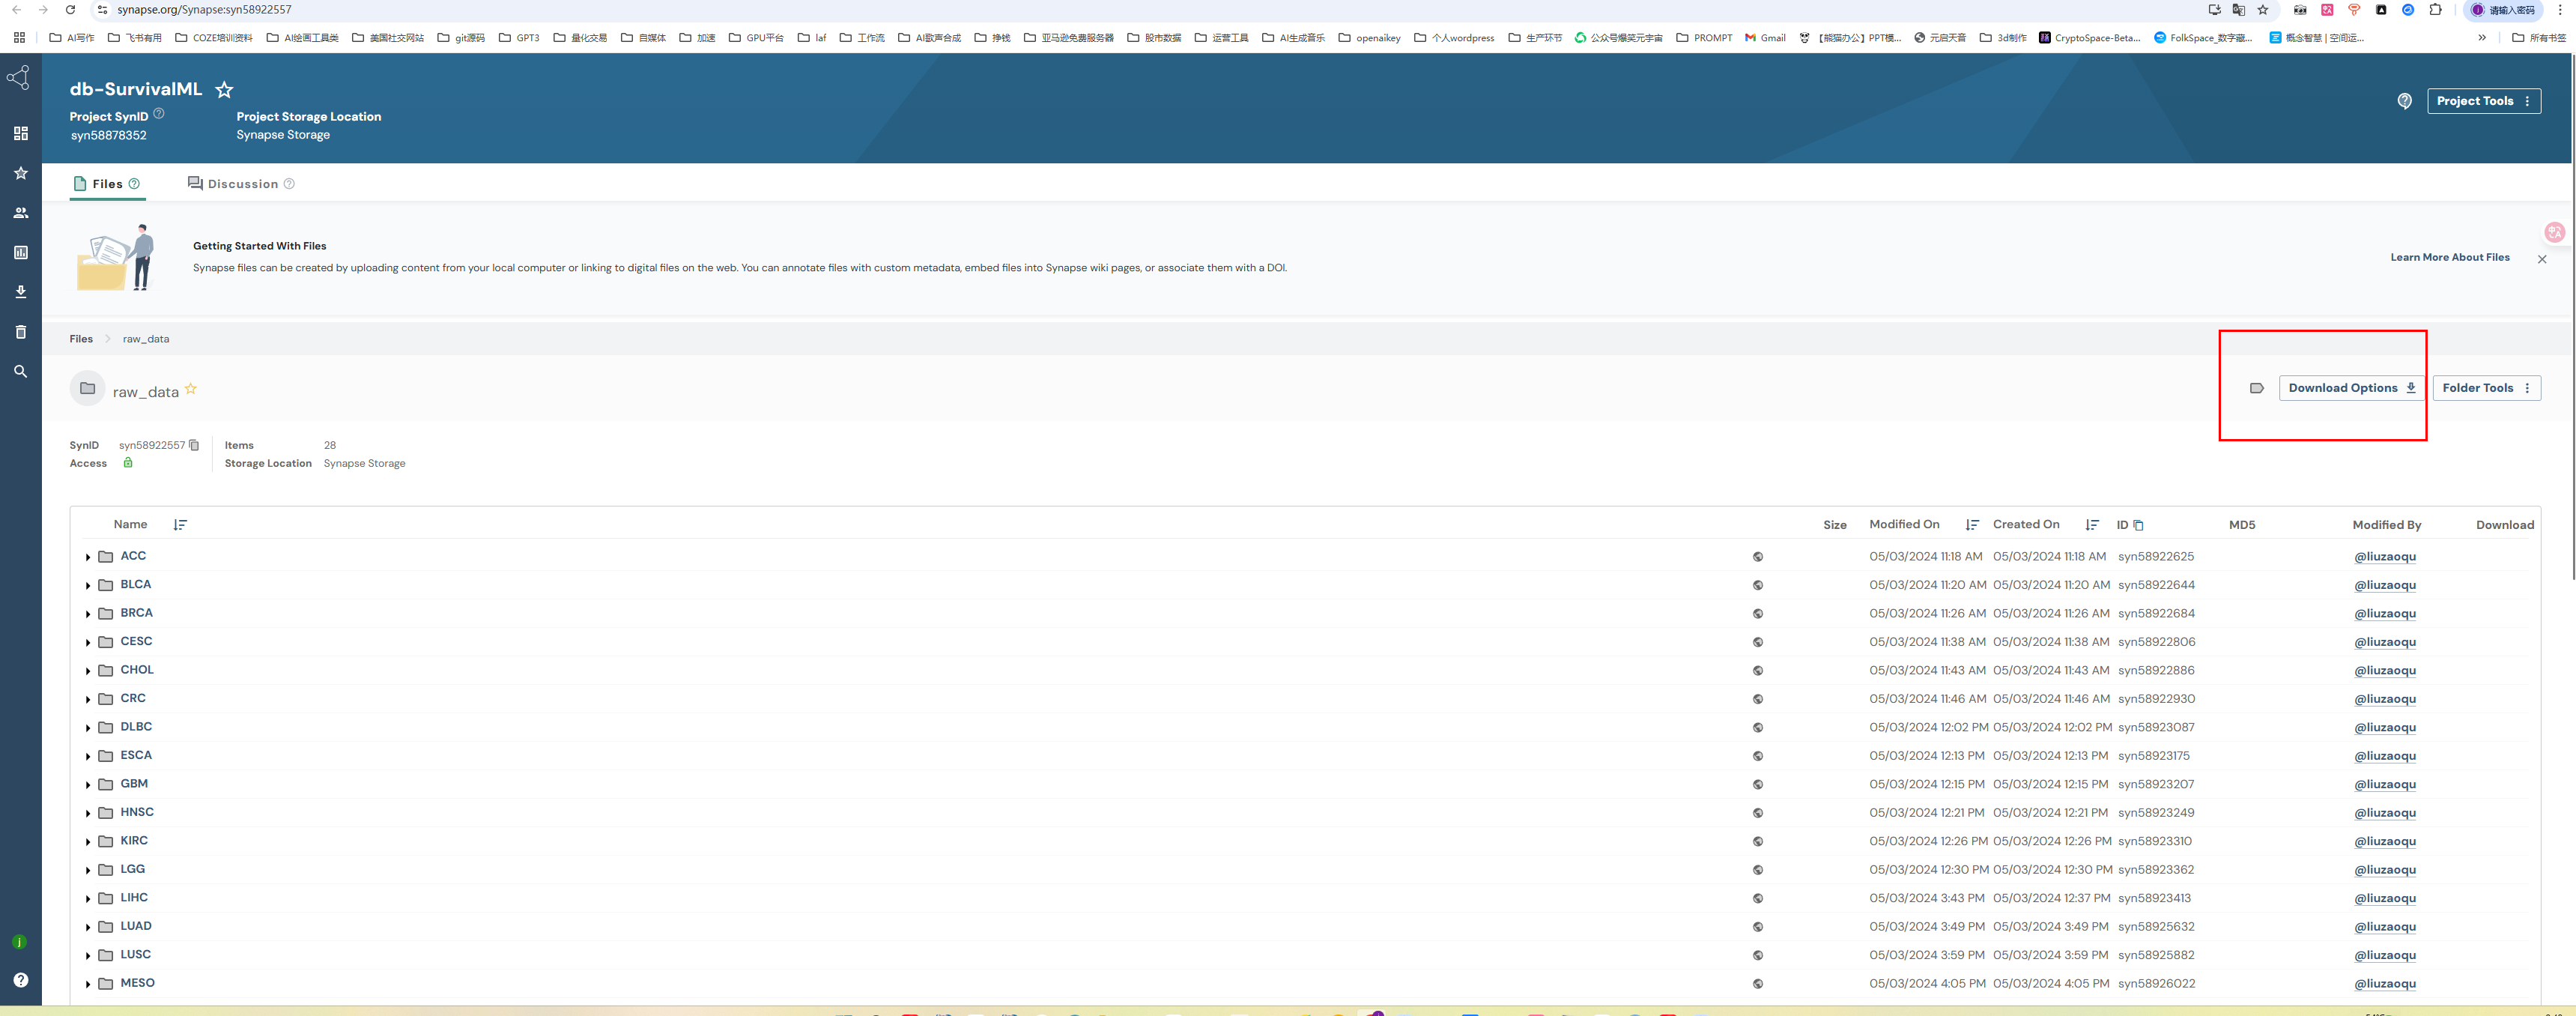 synapse.org/Synapse:syn58922557
请输入密码
AI写作 飞书有用 COZE培训资料 AI绘画工具类 美国社交网站 git源码 GPT3 量化交易 自媒体 加速 GPU平台 laf 工作流 AI歌声合成 挣钱 亚马逊免费服务器 股市数据 运营工具 AI生成音乐 openaikey 个人wordpress 生产环节 公众号爆笑元宇宙 PROMPT Gmail 【熊猫办公】PPT模... 元启天音 3d制作 CryptoSpace-Beta... FolkSpace_数字藏... 概念智慧 | 空间运... » 所有书签
db-SurvivalML
Project Tools
Project SynID Project Storage Location
syn58878352 Synapse Storage
Files Discussion
Getting Started With Files
Synapse files can be created by uploading content from your local computer or linking to digital files on the web. You can annotate files with custom metadata, embed files into Synapse wiki pages, or associate them with a DOI.
Learn More About Files
Files raw_data
raw_data
Download Options Folder Tools
SynID syn58922557 Items 28
Access Storage Location Synapse Storage
Name Size Modified On Created On ID MD5 Modified By Download
ACC 05/03/2024 11:18 AM 05/03/2024 11:18 AM syn58922625 @liuzaoqu
BLCA 05/03/2024 11:20 AM 05/03/2024 11:20 AM syn58922644 @liuzaoqu
BRCA 05/03/2024 11:26 AM 05/03/2024 11:26 AM syn58922684 @liuzaoqu
CESC 05/03/2024 11:38 AM 05/03/2024 11:38 AM syn58922806 @liuzaoqu
CHOL 05/03/2024 11:43 AM 05/03/2024 11:43 AM syn58922886 @liuzaoqu
CRC 05/03/2024 11:46 AM 05/03/2024 11:46 AM syn58922930 @liuzaoqu
DLBC 05/03/2024 12:02 PM 05/03/2024 12:02 PM syn58923087 @liuzaoqu
ESCA 05/03/2024 12:13 PM 05/03/2024 12:13 PM syn58923175 @liuzaoqu
GBM 05/03/2024 12:15 PM 05/03/2024 12:15 PM syn58923207 @liuzaoqu
HNSC 05/03/2024 12:21 PM 05/03/2024 12:21 PM syn58923249 @liuzaoqu
KIRC 05/03/2024 12:26 PM 05/03/2024 12:26 PM syn58923310 @liuzaoqu
LGG 05/03/2024 12:30 PM 05/03/2024 12:30 PM syn58923362 @liuzaoqu
LIHC 05/03/2024 3:43 PM 05/03/2024 12:37 PM syn58923413 @liuzaoqu
LUAD 05/03/2024 3:49 PM 05/03/2024 3:49 PM syn58925632 @liuzaoqu
LUSC 05/03/2024 3:59 PM 05/03/2024 3:59 PM syn58925882 @liuzaoqu
MESO 05/03/2024 4:05 PM 05/03/2024 4:05 PM syn58926022 @liuzaoqu